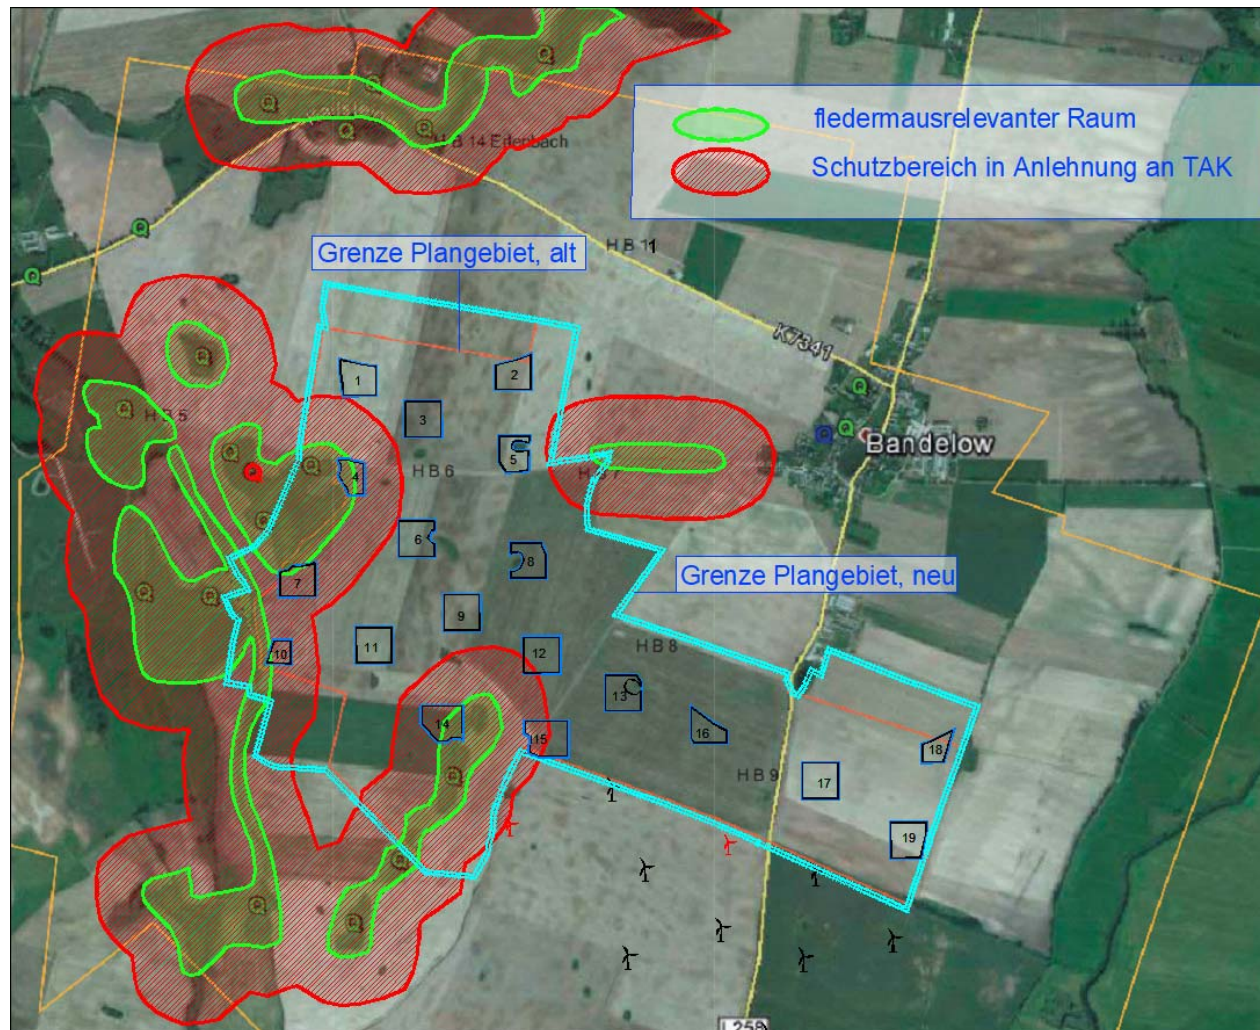 fledermausrelevanter Raum
H B 14 Erlenbach
Schutzbereich in Anlehnung an TAK
Grenze Plangebiet, alt
H B 11
K7341
1
2
H B 5
3
Bandelow
5
H B 6
4
6
8
Grenze Plangebiet, neu
7
9
11
10
12
H B 8
13
14
16
15
18
H B 9
17
19
L258